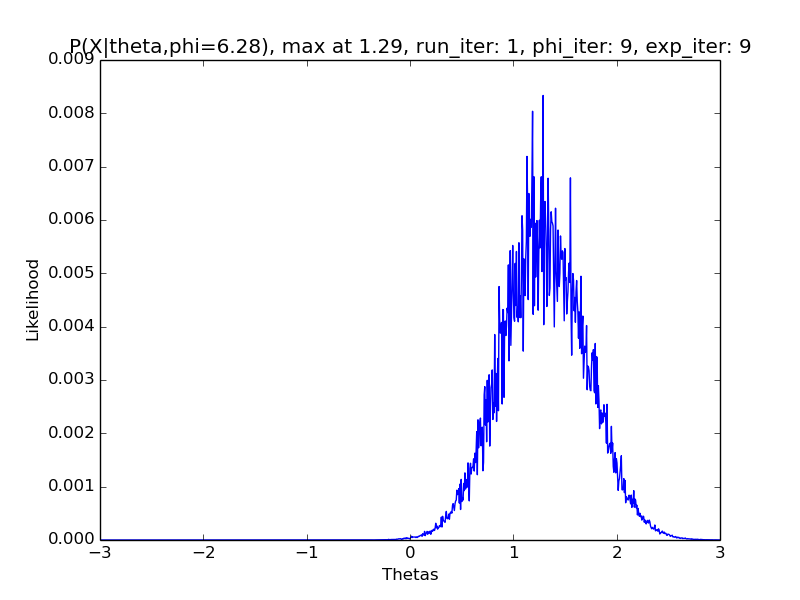 P(X|theta,phi=6.28), max at 1.29, run_iter: 1, phi_iter: 9, exp_iter: 9
0.009
0.008
0.007
0.006
0.005
0.004
0.003
0.002
0.001
0.000
Likelihood
−3 −2 −1 0 1 2 3
Thetas